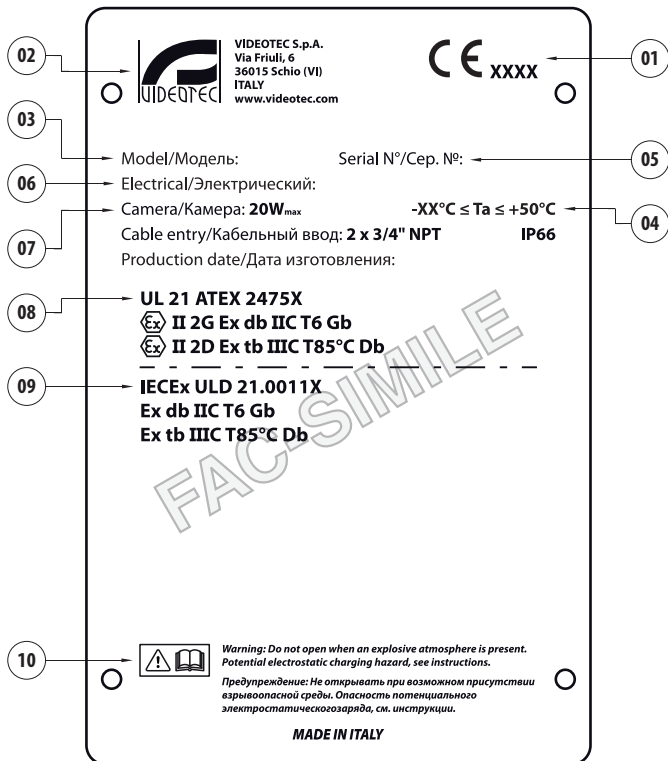 02
VIDEOTEC
VIDEOTEC S.p.A.
Via Friuli, 6
36015 Schio (VI)
ITALY
www.videotec.com
CE XXXX
01
03
Model/Модель:
Serial N°/Сер. №:
05
06
Electrical/Электрический:
07
Camera/Камера: 20Wmax
-XX°C ≤ Ta ≤ +50°C
04
Cable entry/Кабельный ввод: 2 x 3/4" NPT
IP66
Production date/Дата изготовления:
08
UL 21 ATEX 2475X
Ex II 2G Ex db IIC T6 Gb
Ex II 2D Ex tb IIIC T85°C Db
09
IECEx ULD 21.0011X
Ex db IIC T6 Gb
Ex tb IIIC T85°C Db
FAC-SIMILE
10
Warning: Do not open when an explosive atmosphere is present.
Potential electrostatic charging hazard, see instructions.
Предупреждение: Не открывать при возможном присутствии
взрывоопасной среды. Опасность потенциального
электростатическогозаряда, см. инструкции.
MADE IN ITALY